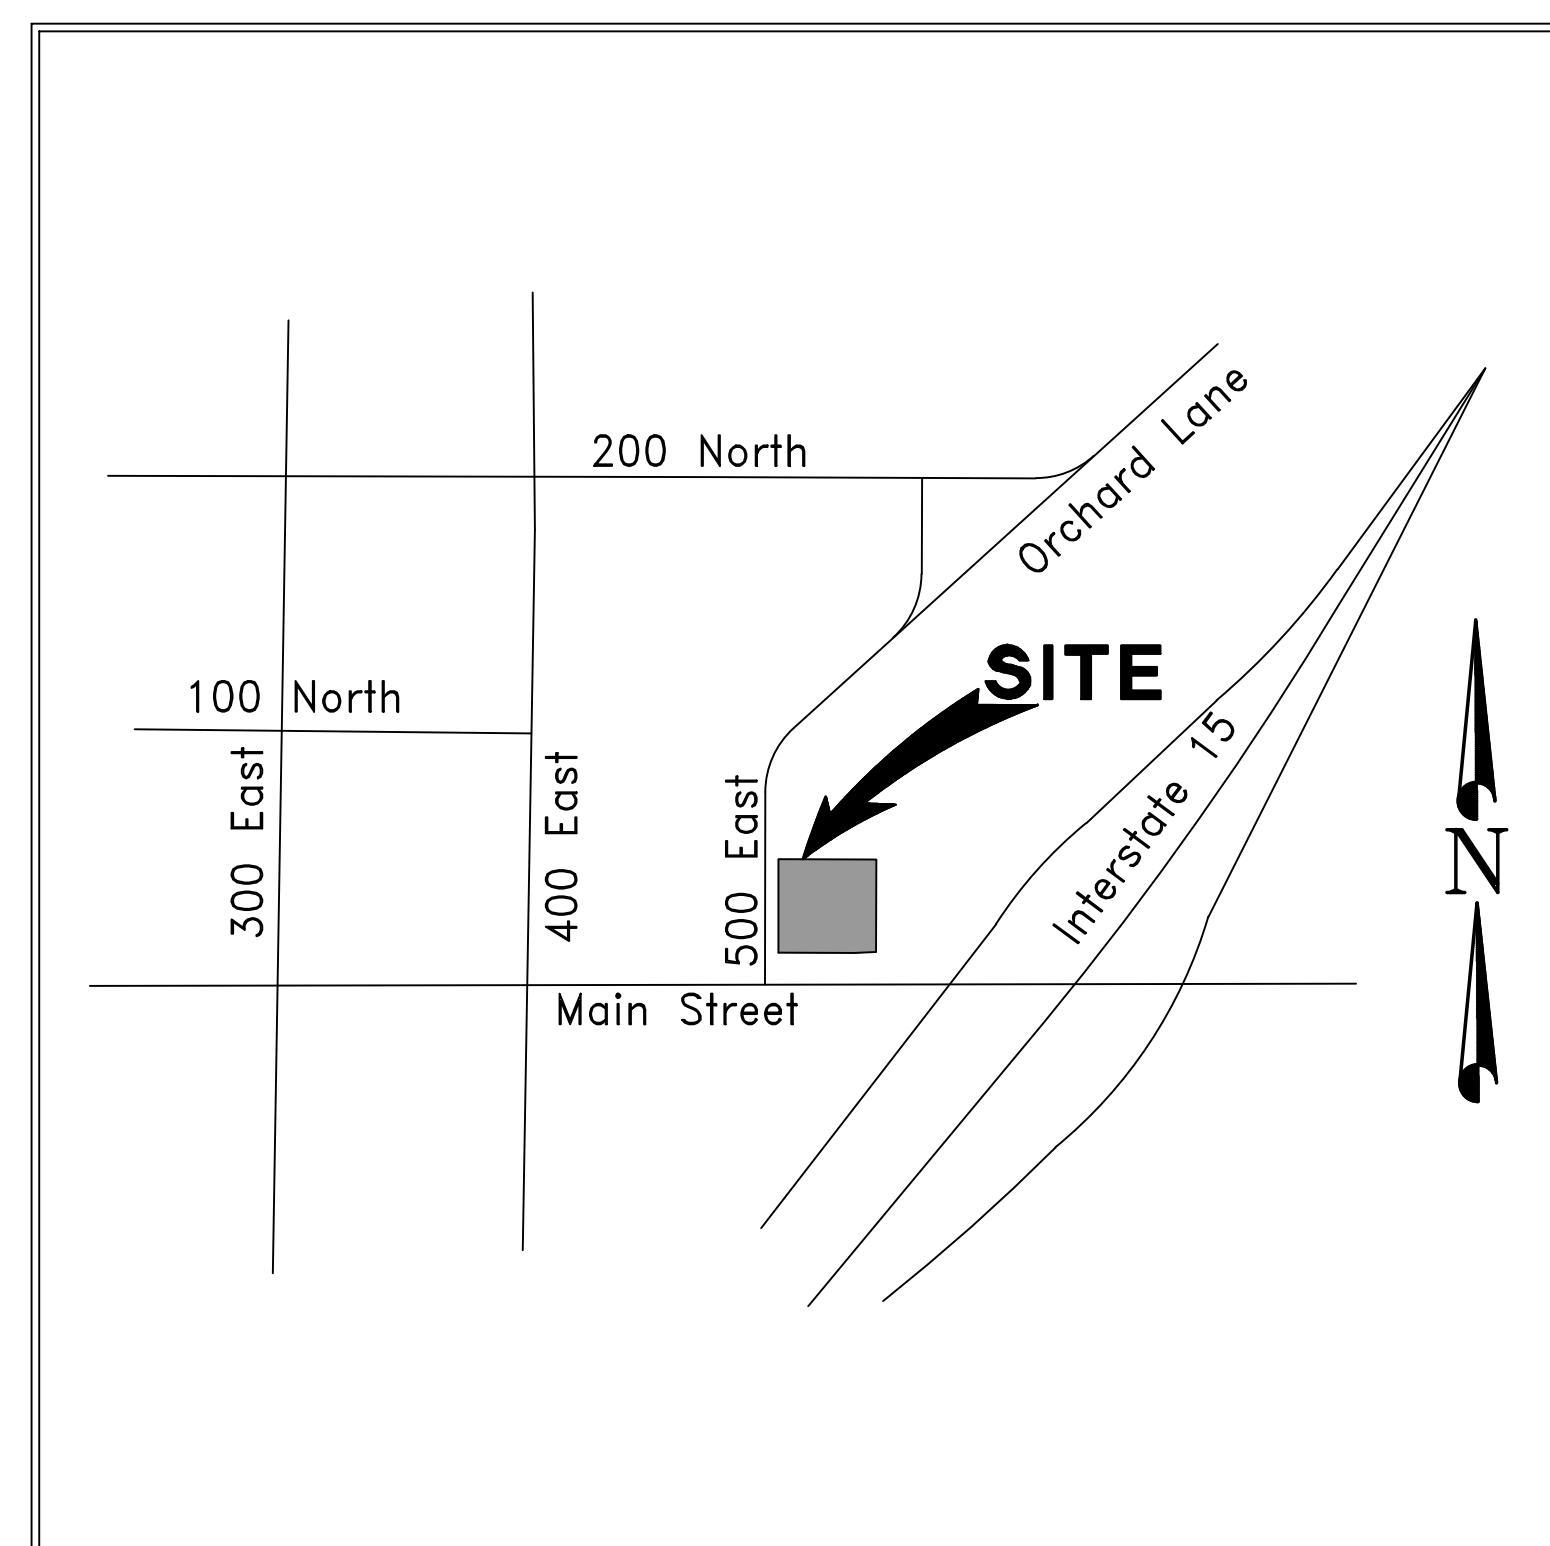 200 North
Orchard Lane
SITE
100 North
Interstate 15
300 East
400 East
500 East
N
Main Street